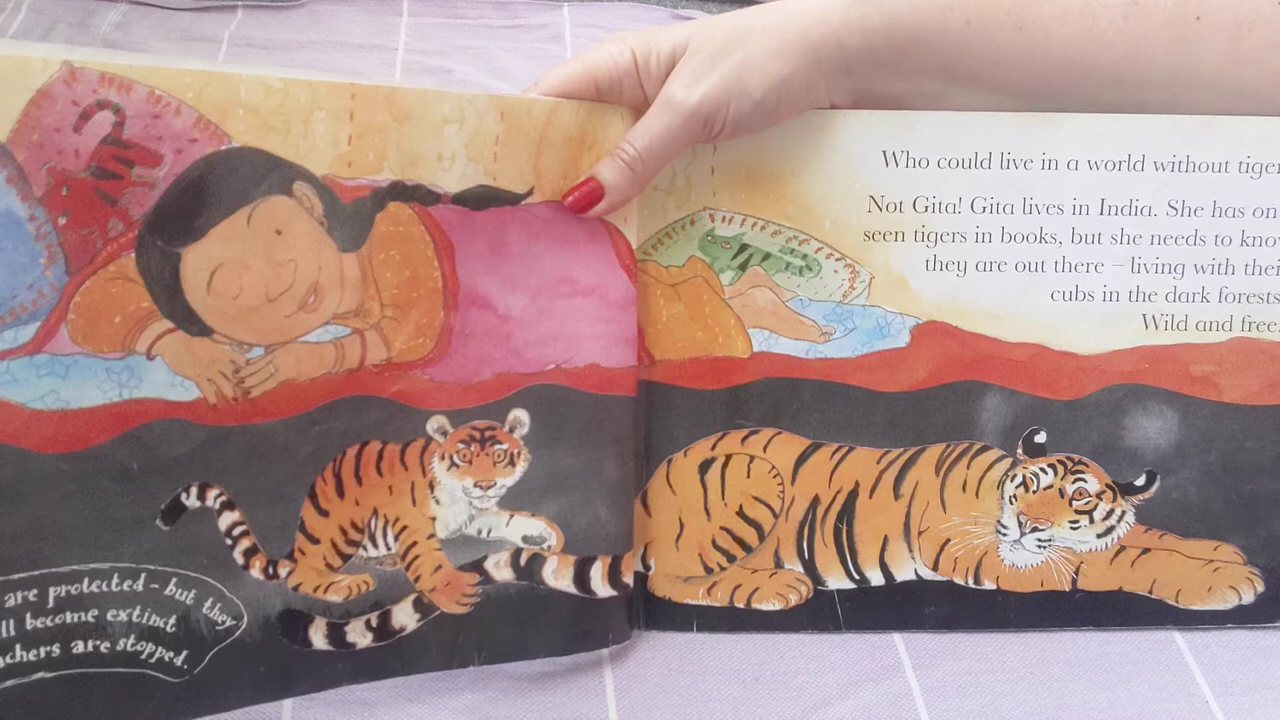 Who could live in a world without tiger
Not Gita! Gita lives in India. She has on
seen tigers in books, but she needs to kno
they are out there – living with thei
cubs in the dark forests
Wild and free.
are protected – but they
ll become extinct
achers are stopped.